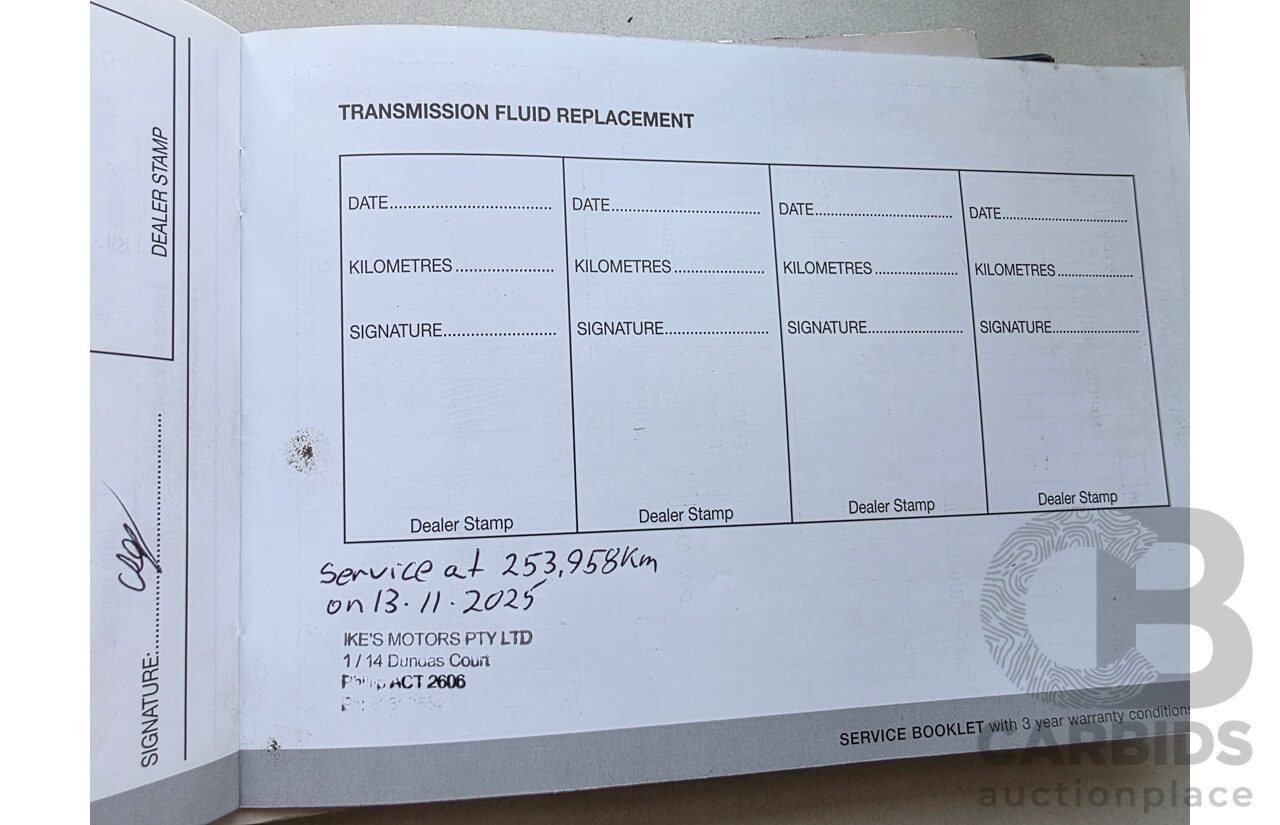 DEALER STAMP
SIGNATURE:
TRANSMISSION FLUID REPLACEMENT
DATE.................................... DATE.................................... DATE.................................... DATE....................................
KILOMETRES...................... KILOMETRES...................... KILOMETRES...................... KILOMETRES......................
SIGNATURE......................... SIGNATURE......................... SIGNATURE......................... SIGNATURE.........................
Dealer Stamp Dealer Stamp Dealer Stamp Dealer Stamp
service at 253,958Km
on 13.11.2025
IKE'S MOTORS PTY LTD
1/14 Dundas Court
Phillip ACT 2606
SERVICE BOOKLET with 3 year warranty conditions
CB
CARBIDS
auctionplace